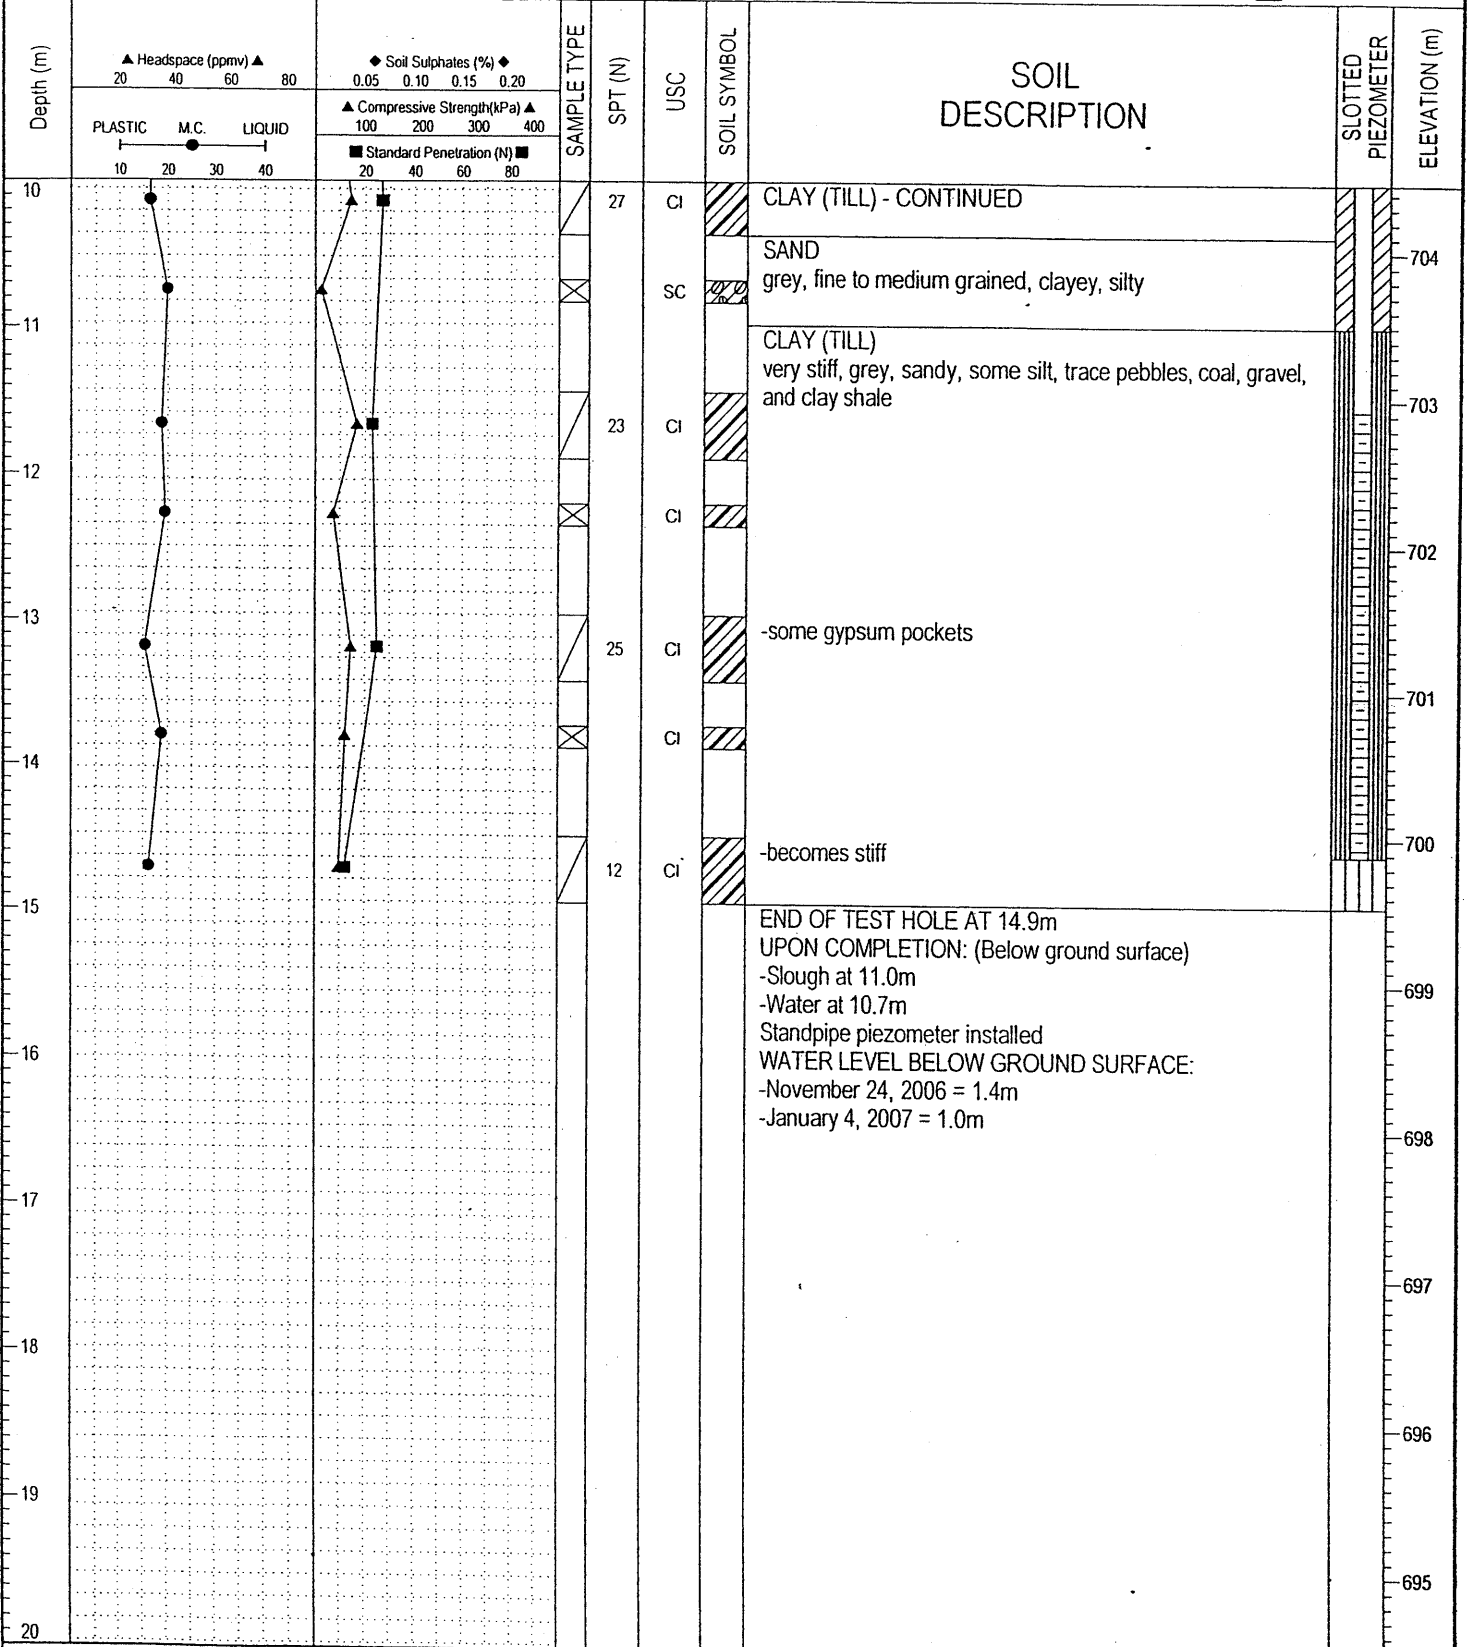 Depth (m)
▲ Headspace (ppmv) ▲
20 40 60 80
PLASTIC M.C. LIQUID
10 20 30 40
◆ Soil Sulphates (%) ◆
0.05 0.10 0.15 0.20
▲ Compressive Strength(kPa) ▲
100 200 300 400
■ Standard Penetration (N) ■
20 40 60 80
SAMPLE TYPE
SPT (N)
USC
SOIL SYMBOL
SOIL
DESCRIPTION
SLOTTED
PIEZOMETER
ELEVATION (m)
10
27 CI CLAY (TILL) - CONTINUED
SAND
704
SC grey, fine to medium grained, clayey, silty
11
CLAY (TILL)
very stiff, grey, sandy, some silt, trace pebbles, coal, gravel,
and clay shale
703
23 CI
12
CI
702
13
25 CI -some gypsum pockets
701
CI
14
700
12 CI -becomes stiff
15
END OF TEST HOLE AT 14.9m
UPON COMPLETION: (Below ground surface)
-Slough at 11.0m
699
-Water at 10.7m
Standpipe piezometer installed
16
WATER LEVEL BELOW GROUND SURFACE:
-November 24, 2006 = 1.4m
-January 4, 2007 = 1.0m
698
17
697
18
696
19
695
20